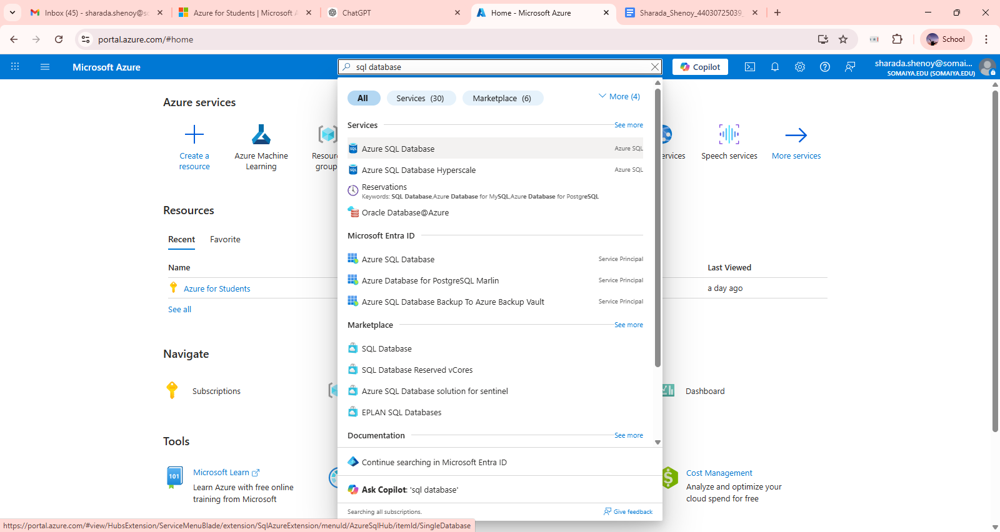 Inbox (45) - sharada.shenoy@so
Azure for Students | Microsoft A
ChatGPT
Home - Microsoft Azure
Sharada_Shenoy_44030725039_
portal.azure.com/#home
School
Microsoft Azure
sql database
Copilot
sharada.shenoy@somai...
SOMAIYA.EDU (SOMAIYA.EDU)
All
Services (30)
Marketplace (6)
More (4)
Services
See more
Azure SQL Database
Azure SQL
Azure SQL Database Hyperscale
Azure SQL
Reservations
Keywords: SQL Database,Azure Database for MySQL,Azure Database for PostgreSQL
Oracle Database@Azure
Microsoft Entra ID
Azure SQL Database
Service Principal
Azure Database for PostgreSQL Marlin
Service Principal
Azure SQL Database Backup To Azure Backup Vault
Service Principal
Marketplace
See more
SQL Database
SQL Database Reserved vCores
Azure SQL Database solution for sentinel
EPLAN SQL Databases
Documentation
See more
Continue searching in Microsoft Entra ID
Ask Copilot: 'sql database'
Searching all subscriptions.
Give feedback
Azure services
Create a
resource
Azure Machine
Learning
Resour
group
ervices
Speech services
More services
Resources
Recent
Favorite
Name
Last Viewed
Azure for Students
a day ago
See all
Navigate
Subscriptions
Dashboard
Tools
101
Microsoft Learn
Learn Azure with free online
training from Microsoft
Cost Management
Analyze and optimize your
cloud spend for free
https://portal.azure.com/#view/HubsExtension/ServiceMenuBlade/extension/SqlAzureExtension/menuId/AzureSqlHub/itemId/SingleDatabase